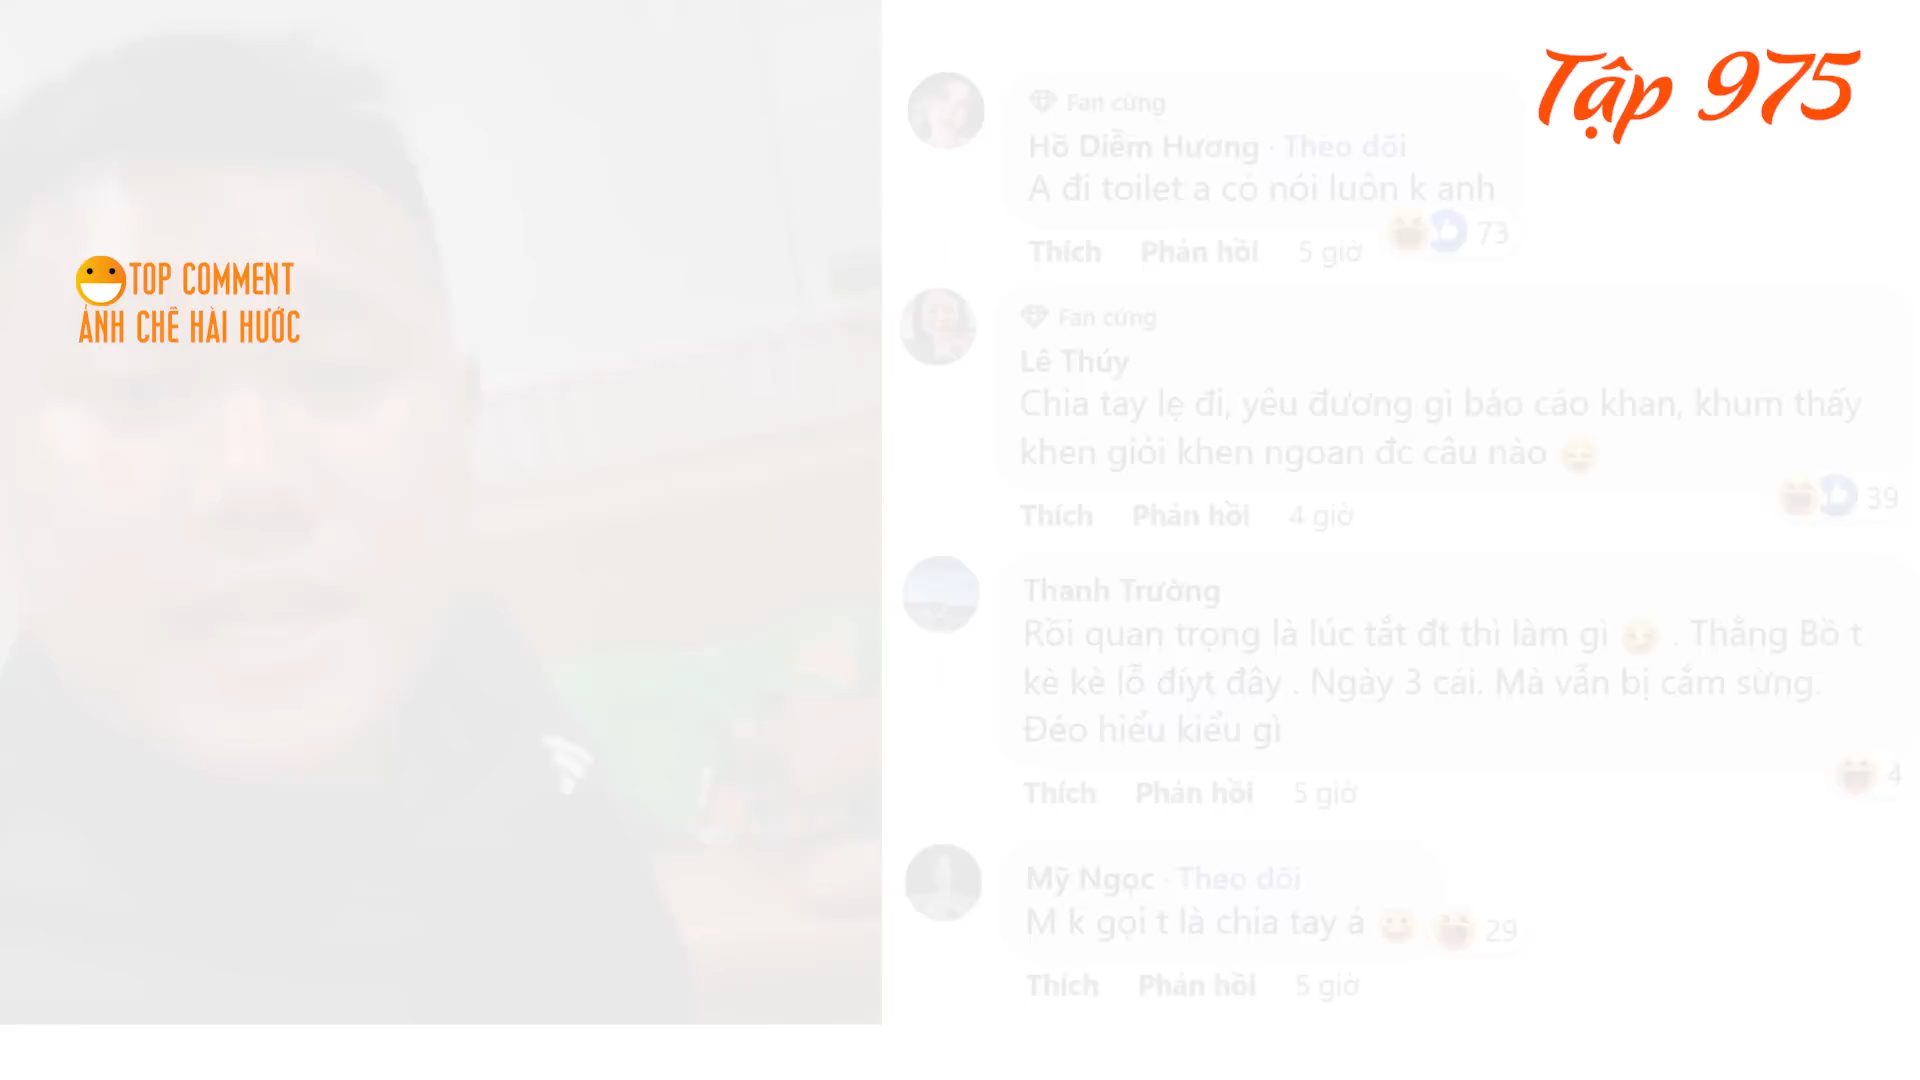 Tập 975
TOP COMMENT
ẢNH CHẾ HÀI HƯỚC
Fan cứng
Hồ Diễm Hương · Theo dõi
A đi toilet a có nói luôn k anh
Thích Phản hồi 5 giờ 73
Fan cứng
Lê Thúy
Chia tay lẹ đi, yêu đương gì báo cáo khan, khum thấy
khen giỏi khen ngoan đc câu nào
Thích Phản hồi 4 giờ 39
Thanh Trường
Rồi quan trọng là lúc tắt đt thì làm gì . Thằng Bồ t
kè kè lỗ địyt đây . Ngày 3 cái. Mà vẫn bị cắm sừng.
Đéo hiểu kiểu gì
Thích Phản hồi 5 giờ 4
Mỹ Ngọc · Theo dõi
M k gọi t là chia tay á 29
Thích Phản hồi 5 giờ